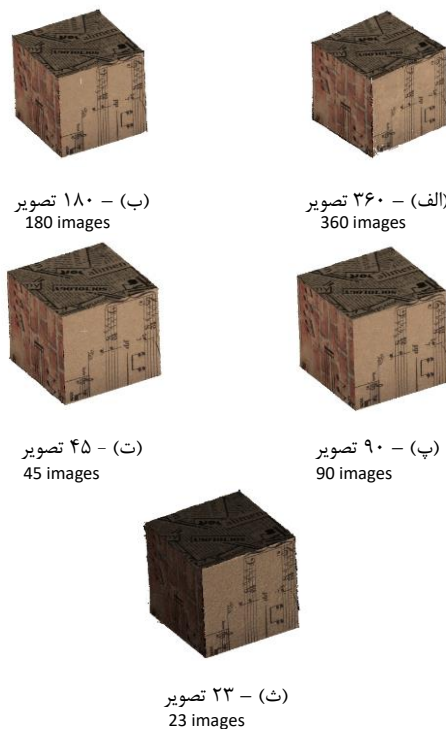 (الف) – ۳۶۰ تصویر
360 images
(ب) – ۱۸۰ تصویر
180 images
(پ) – ۹۰ تصویر
90 images
(ت) - ۴۵ تصویر
45 images
(ث) – ۲۳ تصویر
23 images